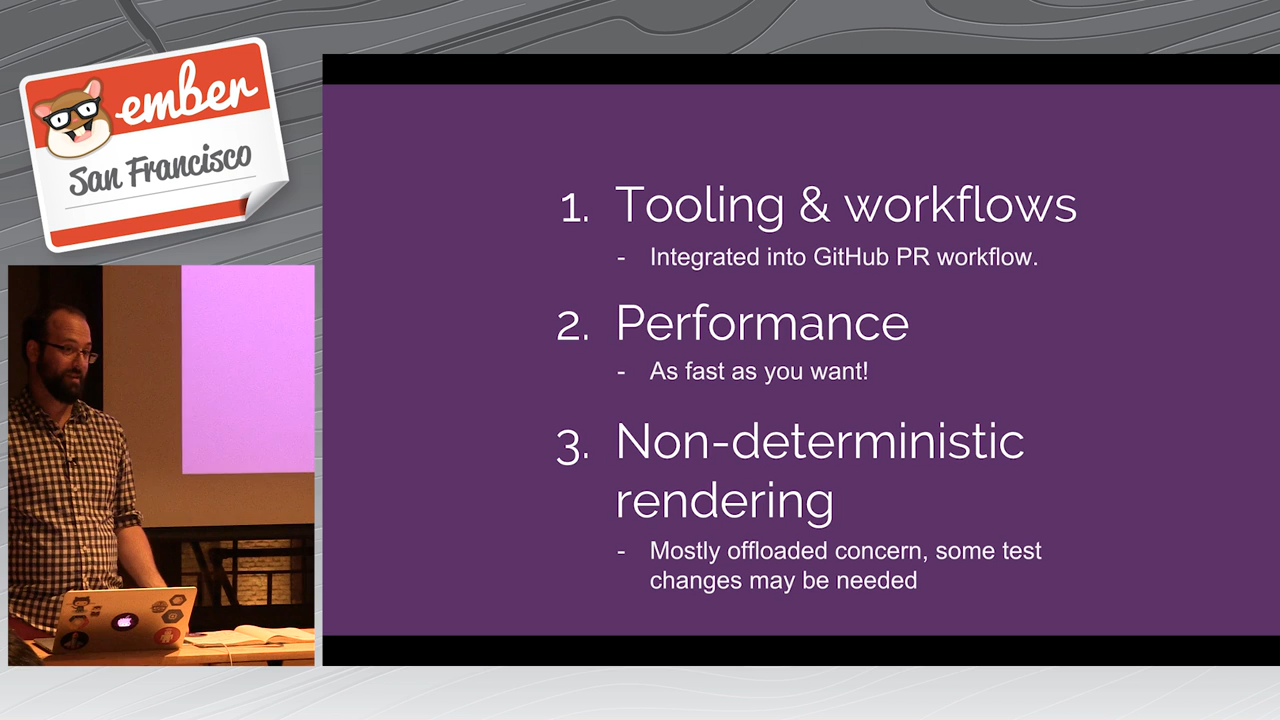 ember
San Francisco
1. Tooling & workflows
- Integrated into GitHub PR workflow.
2. Performance
- As fast as you want!
3. Non-deterministic
rendering
- Mostly offloaded concern, some test
changes may be needed